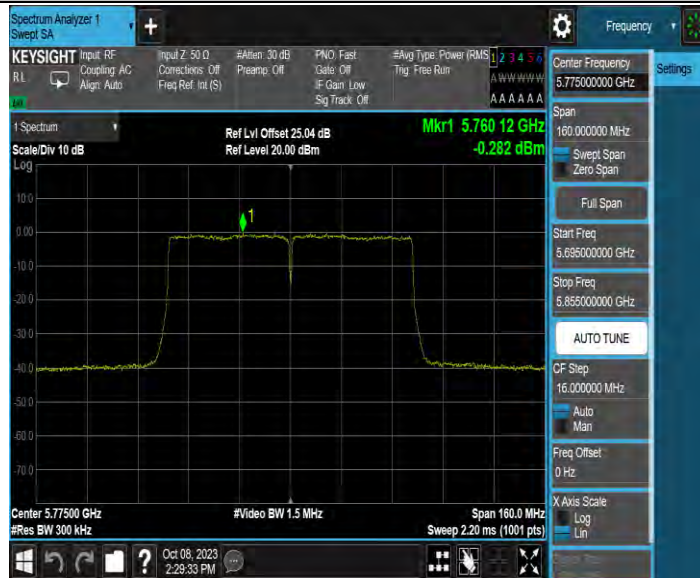 Spectrum Analyzer 1
Swept SA
Frequency
KEYSIGHT
RL
Input: RF
Coupling: AC
Align: Auto
Input Z: 50 Ω
Corrections: Off
Freq Ref: Int (S)
#Atten: 30 dB
Preamp: Off
PNO: Fast
Gate: Off
IF Gain: Low
Sig Track: Off
#Avg Type: Power (RMS
Trig: Free Run
1 2 3 4 5 6
A W W W W W
A A A A A A
1 Spectrum
Scale/Div 10 dB
Log
Ref Lvl Offset 25.04 dB
Ref Level 20.00 dBm
Mkr1 5.760 12 GHz
-0.282 dBm
10.0
0.00
-10.0
-20.0
-30.0
-40.0
-50.0
-60.0
-70.0
1
Center 5.77500 GHz
#Res BW 300 kHz
#Video BW 1.5 MHz
Span 160.0 MHz
Sweep 2.20 ms (1001 pts)
Center Frequency
5.775000000 GHz
Settings
Span
160.000000 MHz
Swept Span
Zero Span
Full Span
Start Freq
5.695000000 GHz
Stop Freq
5.855000000 GHz
AUTO TUNE
CF Step
16.000000 MHz
Auto
Man
Freq Offset
0 Hz
X Axis Scale
Log
Lin
?
Oct 08, 2023
2:29:33 PM